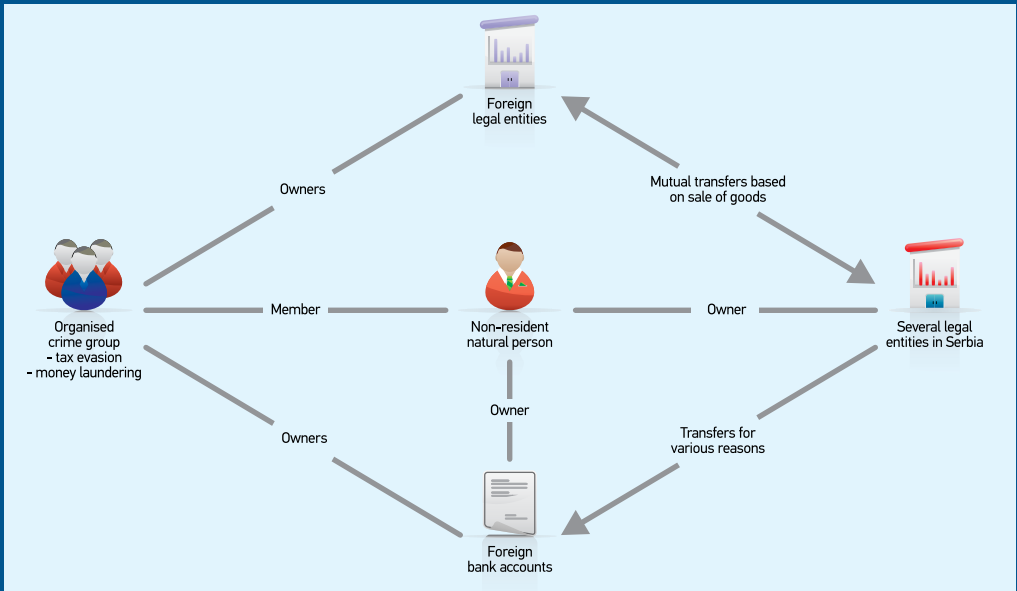 Foreign
legal entities
Owners
Mutual transfers based
on sale of goods
Organised
crime group
- tax evasion
- money laundering
Member
Non-resident
natural person
Owner
Several legal
entities in Serbia
Owner
Owners
Transfers for
various reasons
Foreign
bank accounts